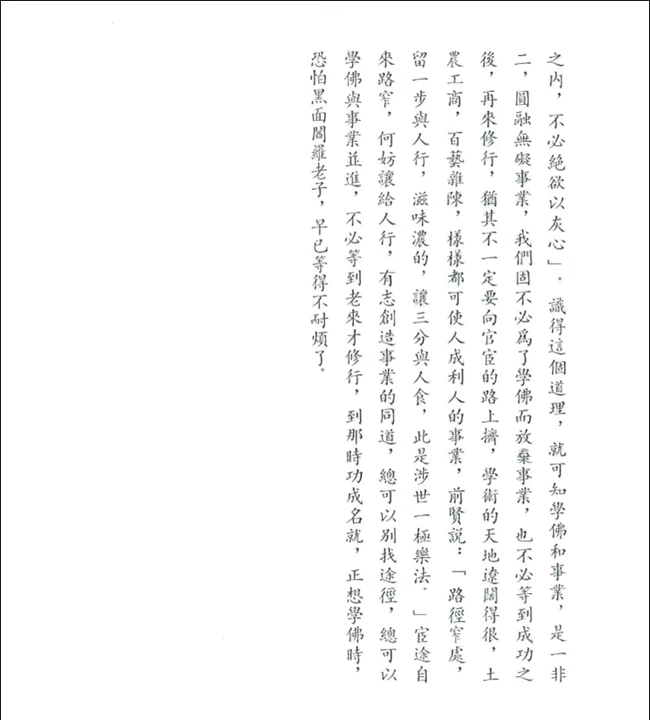 之內，不必絕欲以灰心」。識得這個道理，就可知學佛和事業，是一非
二，圓融無礙事業，我們固不必爲了學佛而放棄事業，也不必等到成功之
後，再來修行，猶其不一定要向官宦的路上擠，學術的天地遼闊得很，土
農工商，百藝雜陳，樣樣都可使人成利人的事業，前賢說：「路徑窄處，
留一步與人行，滋味濃的，讓三分與人食，此是涉世一極樂法。」宦途自
來路窄，何妨讓給人行，有志創造事業的同道，總可以別找途徑，總可以
學佛與事業並進，不必等到老來才修行，到那時功成名就，正想學佛時，
恐怕黑面閻羅老子，早已等得不耐煩了。